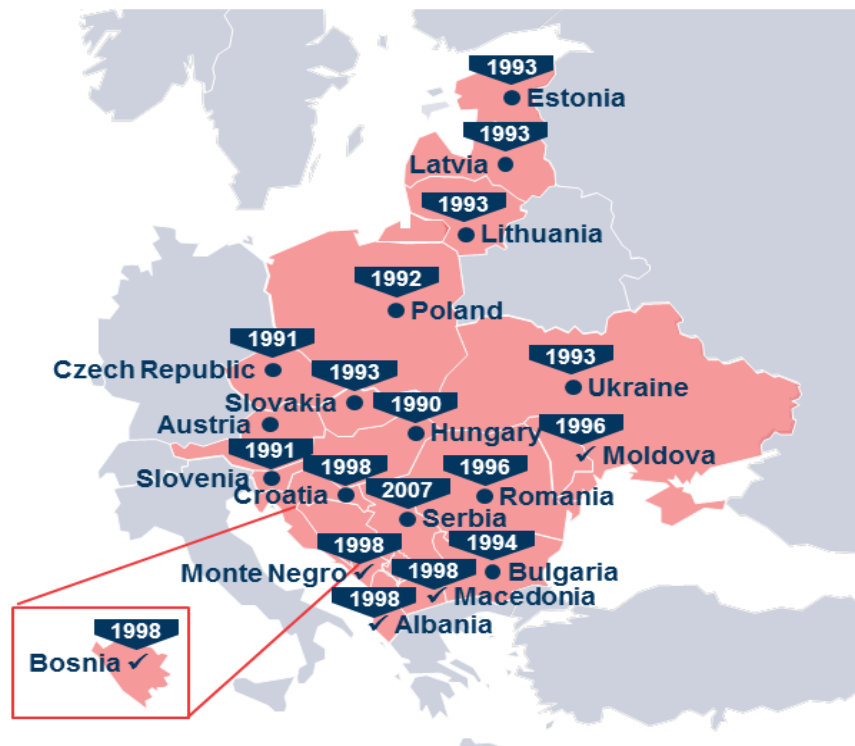 1993
Estonia
1993
Latvia
1993
Lithuania
1992
Poland
1991
Czech Republic
1993
Slovakia
1993
Ukraine
1990
Hungary
Austria
1996
Moldova
1991
Slovenia
1998
Croatia
1996
Romania
2007
Serbia
1998
Monte Negro ✓
1994
Bulgaria
1998
✓ Macedonia
1998
✓ Albania
1998
Bosnia ✓